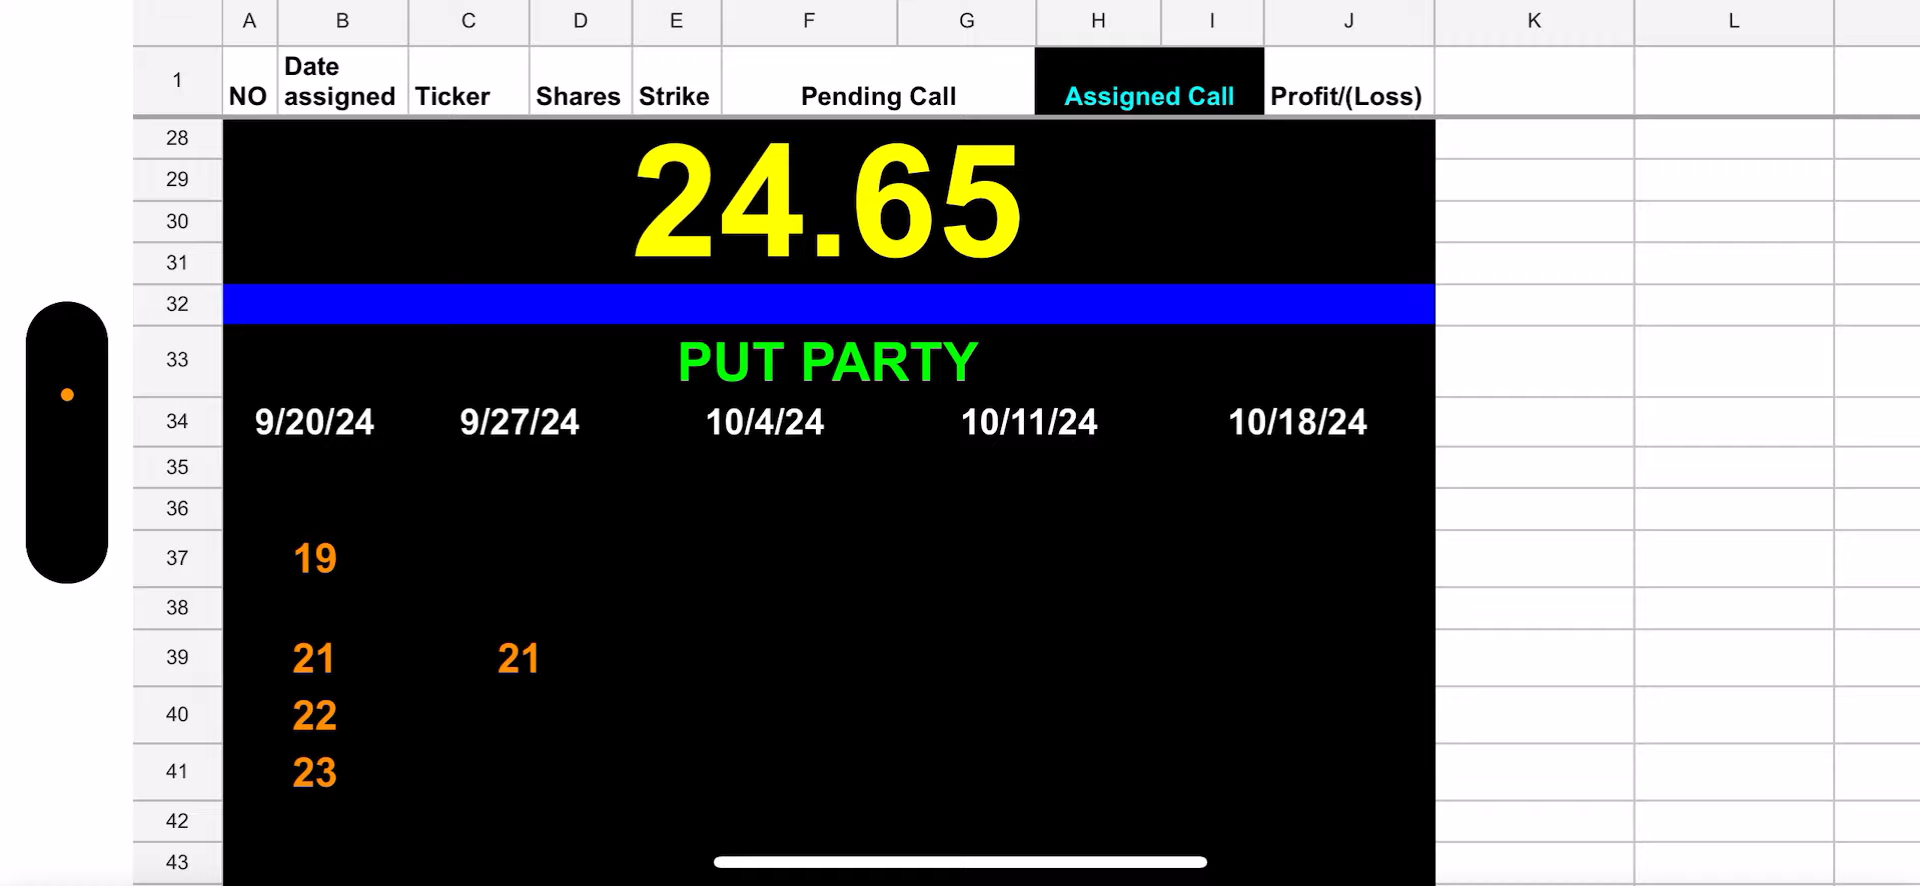 A B C D E F G H I J K L
1 NO Date assigned Ticker Shares Strike Pending Call Assigned Call Profit/(Loss)
28
29
24.65
30
31
32
33 PUT PARTY
34 9/20/24 9/27/24 10/4/24 10/11/24 10/18/24
35
36
37 19
38
39 21 21
40 22
41 23
42
43